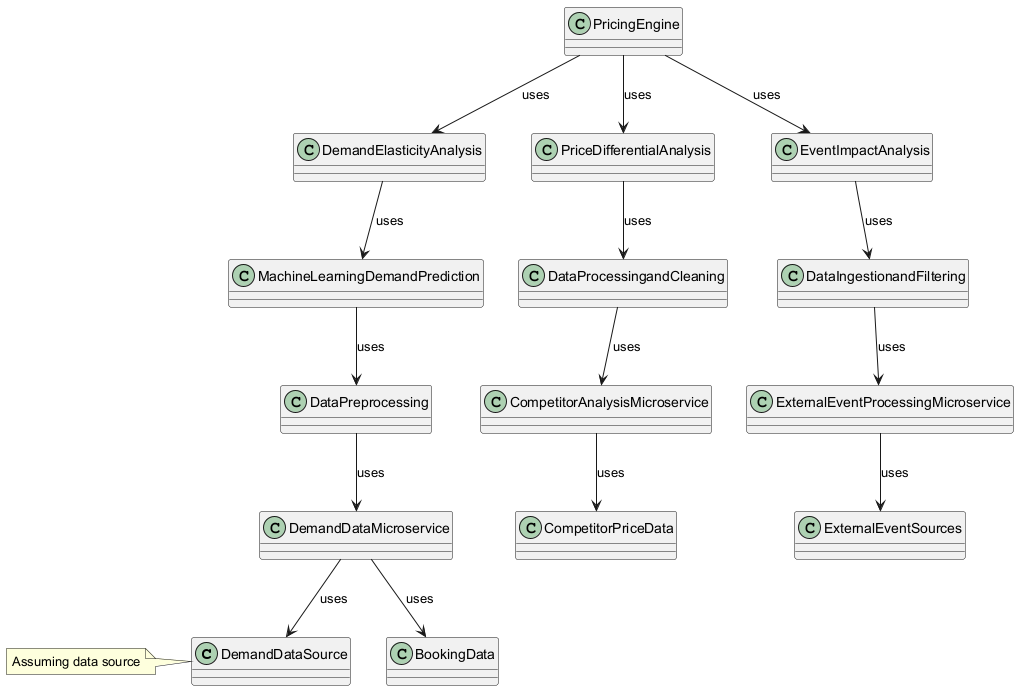 C PricingEngine
uses
uses
uses
C DemandElasticityAnalysis
C PriceDifferentialAnalysis
C EventImpactAnalysis
uses
uses
uses
C MachineLearningDemandPrediction
C DataProcessingandCleaning
C DataIngestionandFiltering
uses
uses
uses
C DataPreprocessing
C CompetitorAnalysisMicroservice
C ExternalEventProcessingMicroservice
uses
uses
uses
C DemandDataMicroservice
C CompetitorPriceData
C ExternalEventSources
uses
uses
Assuming data source
C DemandDataSource
C BookingData